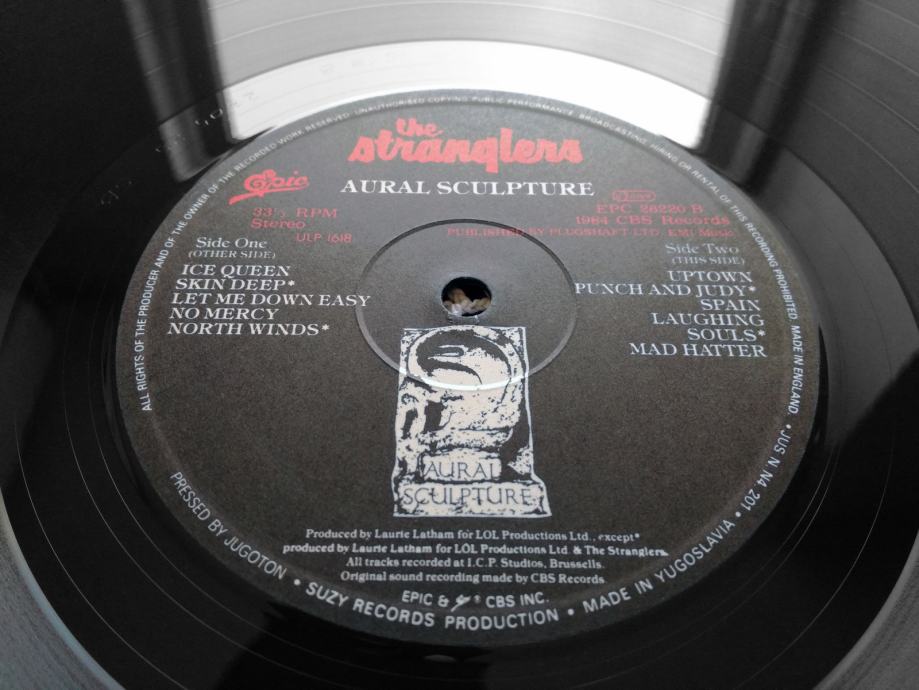 ALL RIGHTS OF THE PRODUCER AND OF THE OWNER OF THE RECORDED WORK RESERVED. UNAUTHORISED COPYING PUBLIC PERFORMANCE, BROADCASTING, HIRING OR RENTAL OF THIS RECORDING PROHIBITED. MADE IN ENGLAND.
the
stranglers
Epic
AURAL SCULPTURE
33⅓ RPM
Stereo
ULP 1618
EPC 26220 B
1984 CBS Records
PUBLISHED BY PLUGSHAFT LTD. EMI Music
Side One
(OTHER SIDE)
ICE QUEEN
SKIN DEEP*
LET ME DOWN EASY
NO MERCY
NORTH WINDS*
Side Two
(THIS SIDE)
UPTOWN
PUNCH AND JUDY*
SPAIN
LAUGHING
SOULS*
MAD HATTER
AURAL
SCULPTURE
Produced by Laurie Latham for LOL Productions Ltd., except*
produced by Laurie Latham for LOL Productions Ltd & The Stranglers.
All tracks recorded at I.C.P. Studios, Brussells.
Original sound recording made by CBS Records
EPIC & ® CBS INC.
PRESSED BY JUGOTON • SUZY RECORDS PRODUCTION • MADE IN YUGOSLAVIA • JUS N. N4. 201 •